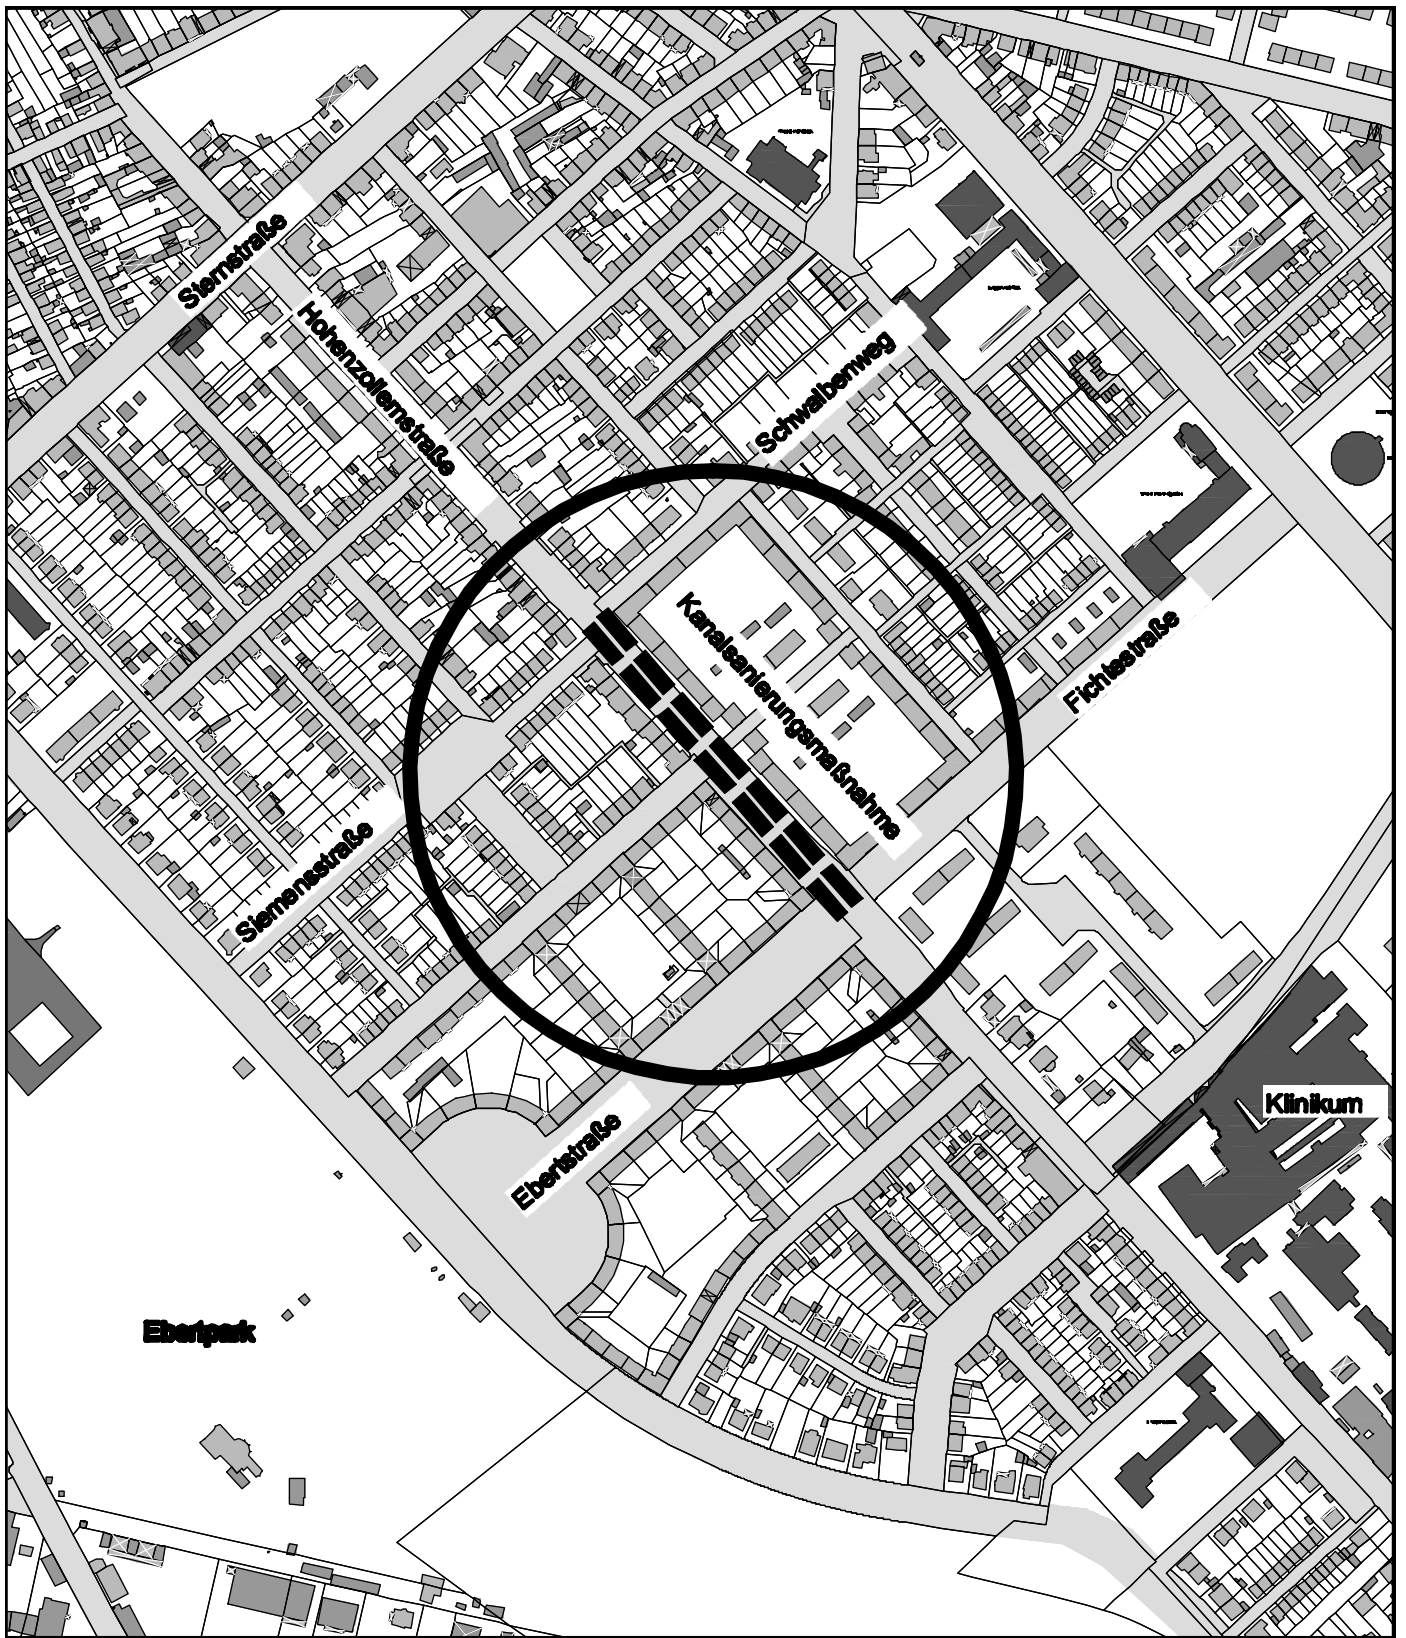 Sternstraße
Hohenzollernstraße
Schwalbenweg
Kanalsanierungsmaßnahme
Fichtestraße
Siemensstraße
Klinikum
Ebertstraße
Ebertpark